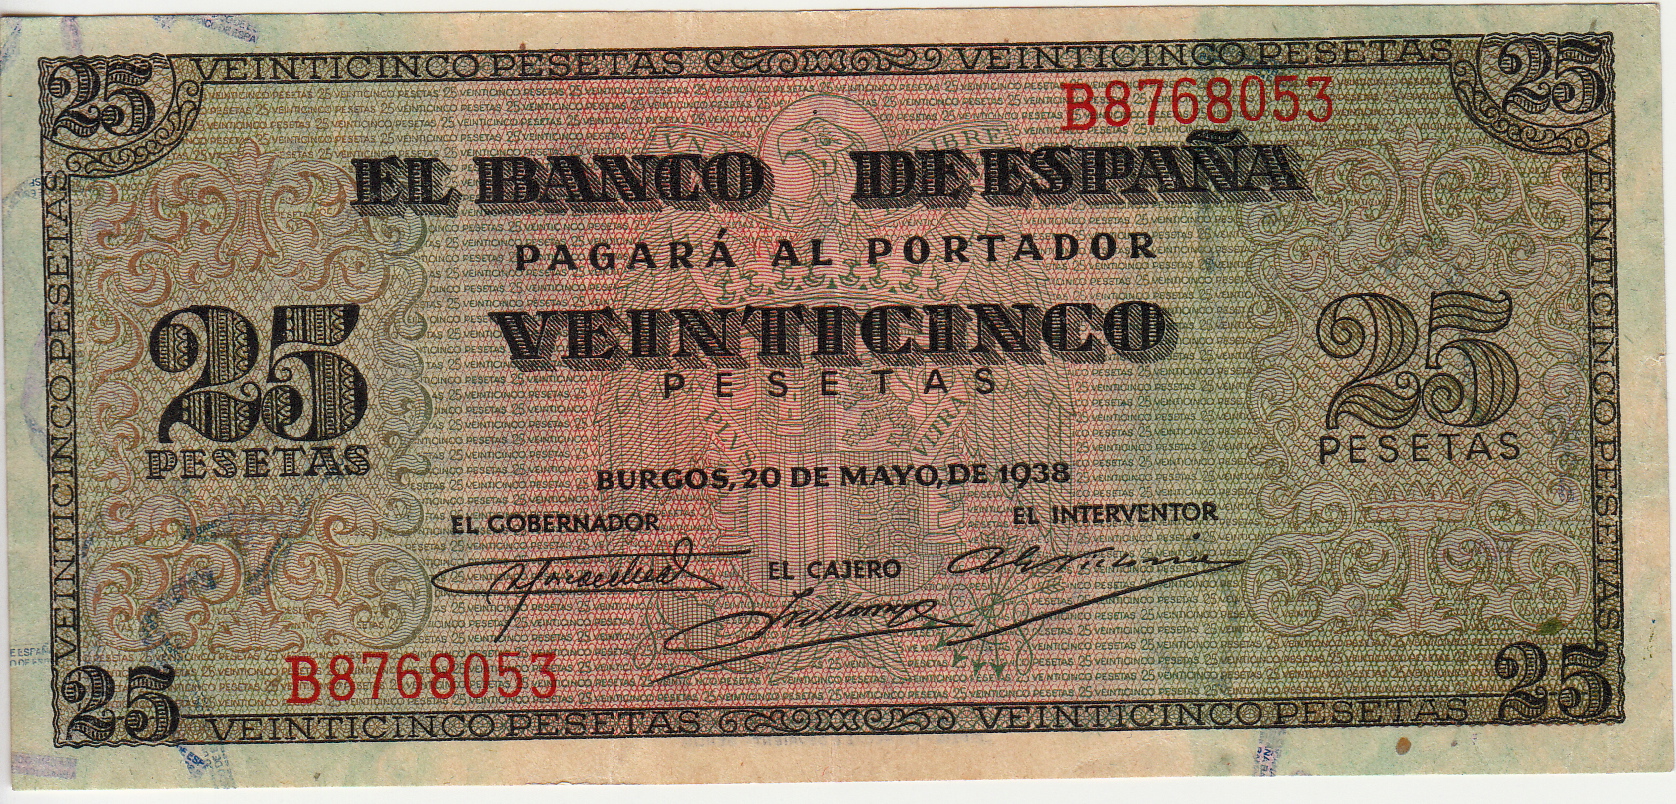 VEINTICINCO PESETAS VEINTICINCO PESETAS
25 25
B8768053
EL BANCO DE ESPAÑA
PAGARÁ AL PORTADOR
VEINTICINCO
PESETAS
25 PESETAS
25 PESETAS
VEINTICINCO PESETAS
VEINTICINCO PESETAS
BURGOS, 20 DE MAYO, DE 1938
EL GOBERNADOR
EL INTERVENTOR
EL CAJERO
B8768053
25 25
VEINTICINCO PESETAS VEINTICINCO PESETAS